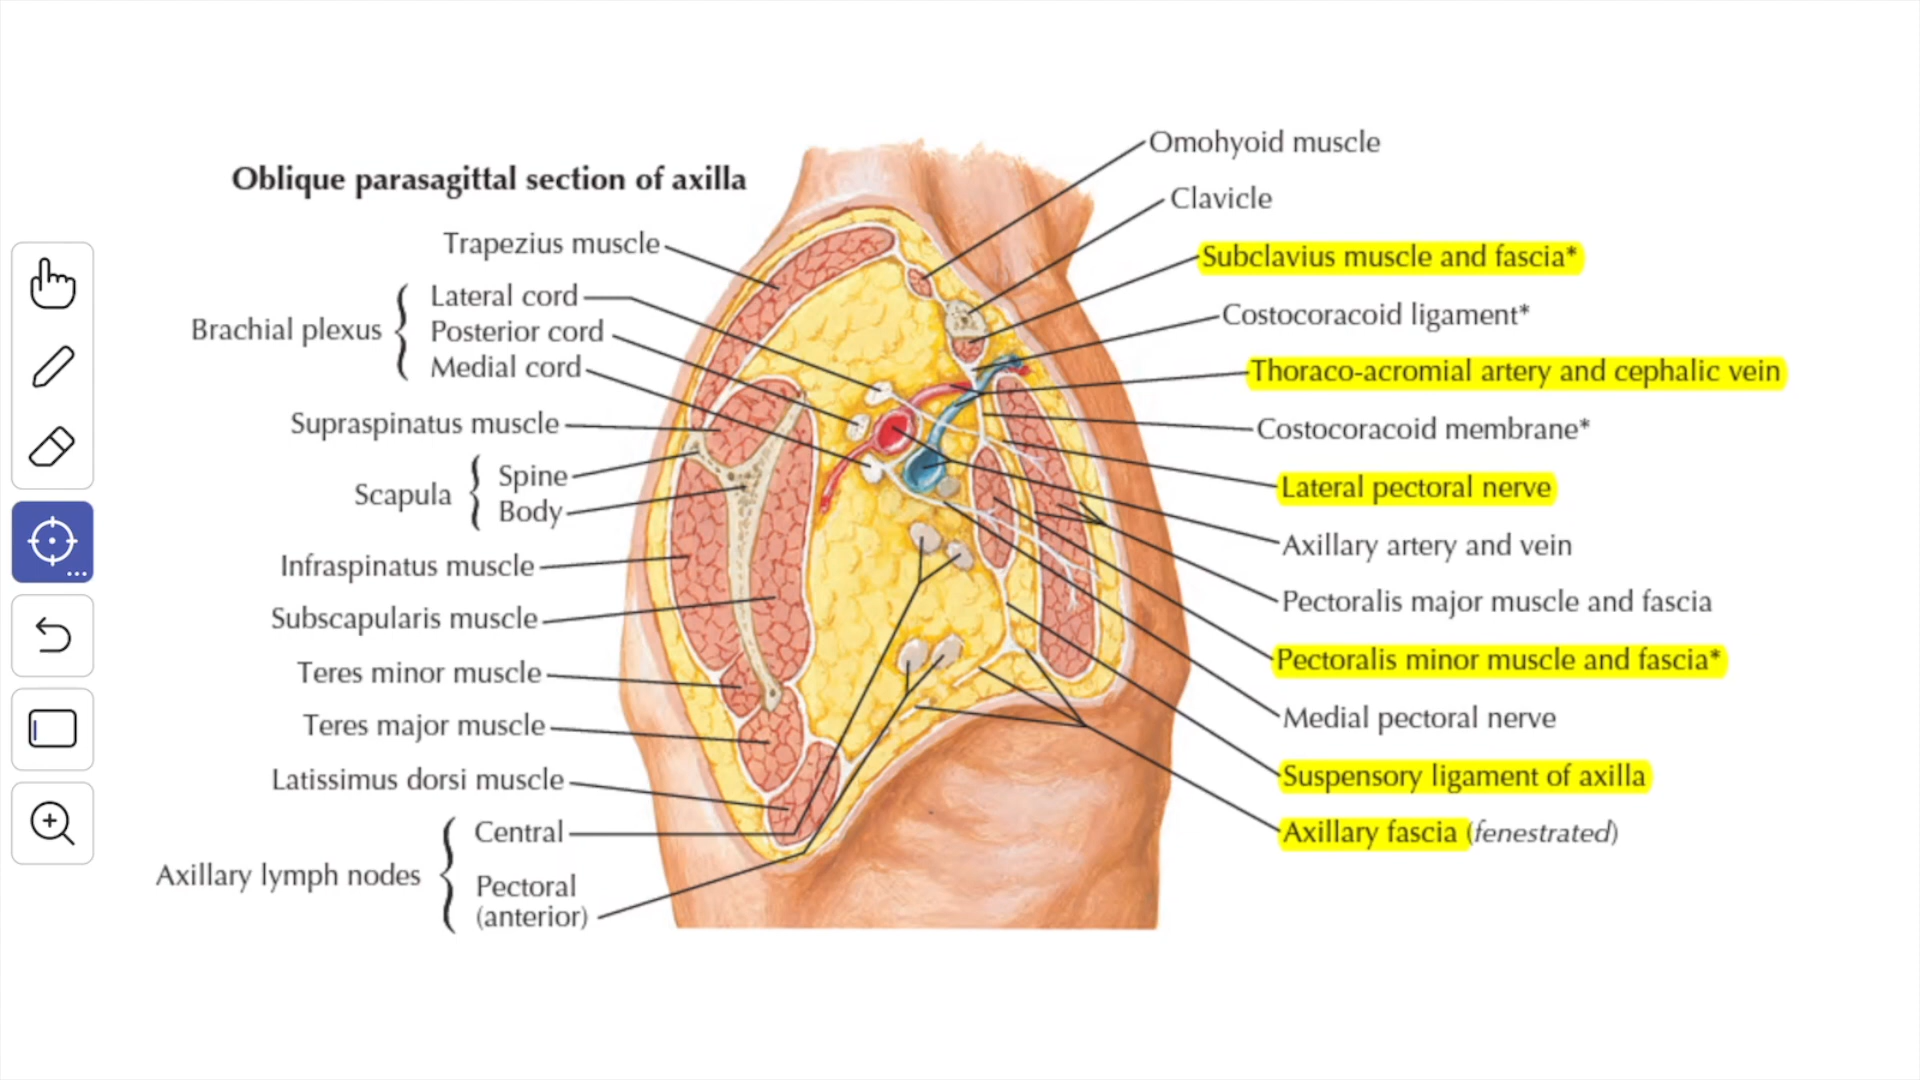 Oblique parasagittal section of axilla
Trapezius muscle
Brachial plexus
Lateral cord
Posterior cord
Medial cord
Supraspinatus muscle
Scapula
Spine
Body
Infraspinatus muscle
Subscapularis muscle
Teres minor muscle
Teres major muscle
Latissimus dorsi muscle
Axillary lymph nodes
Central
Pectoral
(anterior)
Omohyoid muscle
Clavicle
Subclavius muscle and fascia*
Costocoracoid ligament*
Thoraco-acromial artery and cephalic vein
Costocoracoid membrane*
Lateral pectoral nerve
Axillary artery and vein
Pectoralis major muscle and fascia
Pectoralis minor muscle and fascia*
Medial pectoral nerve
Suspensory ligament of axilla
Axillary fascia (fenestrated)